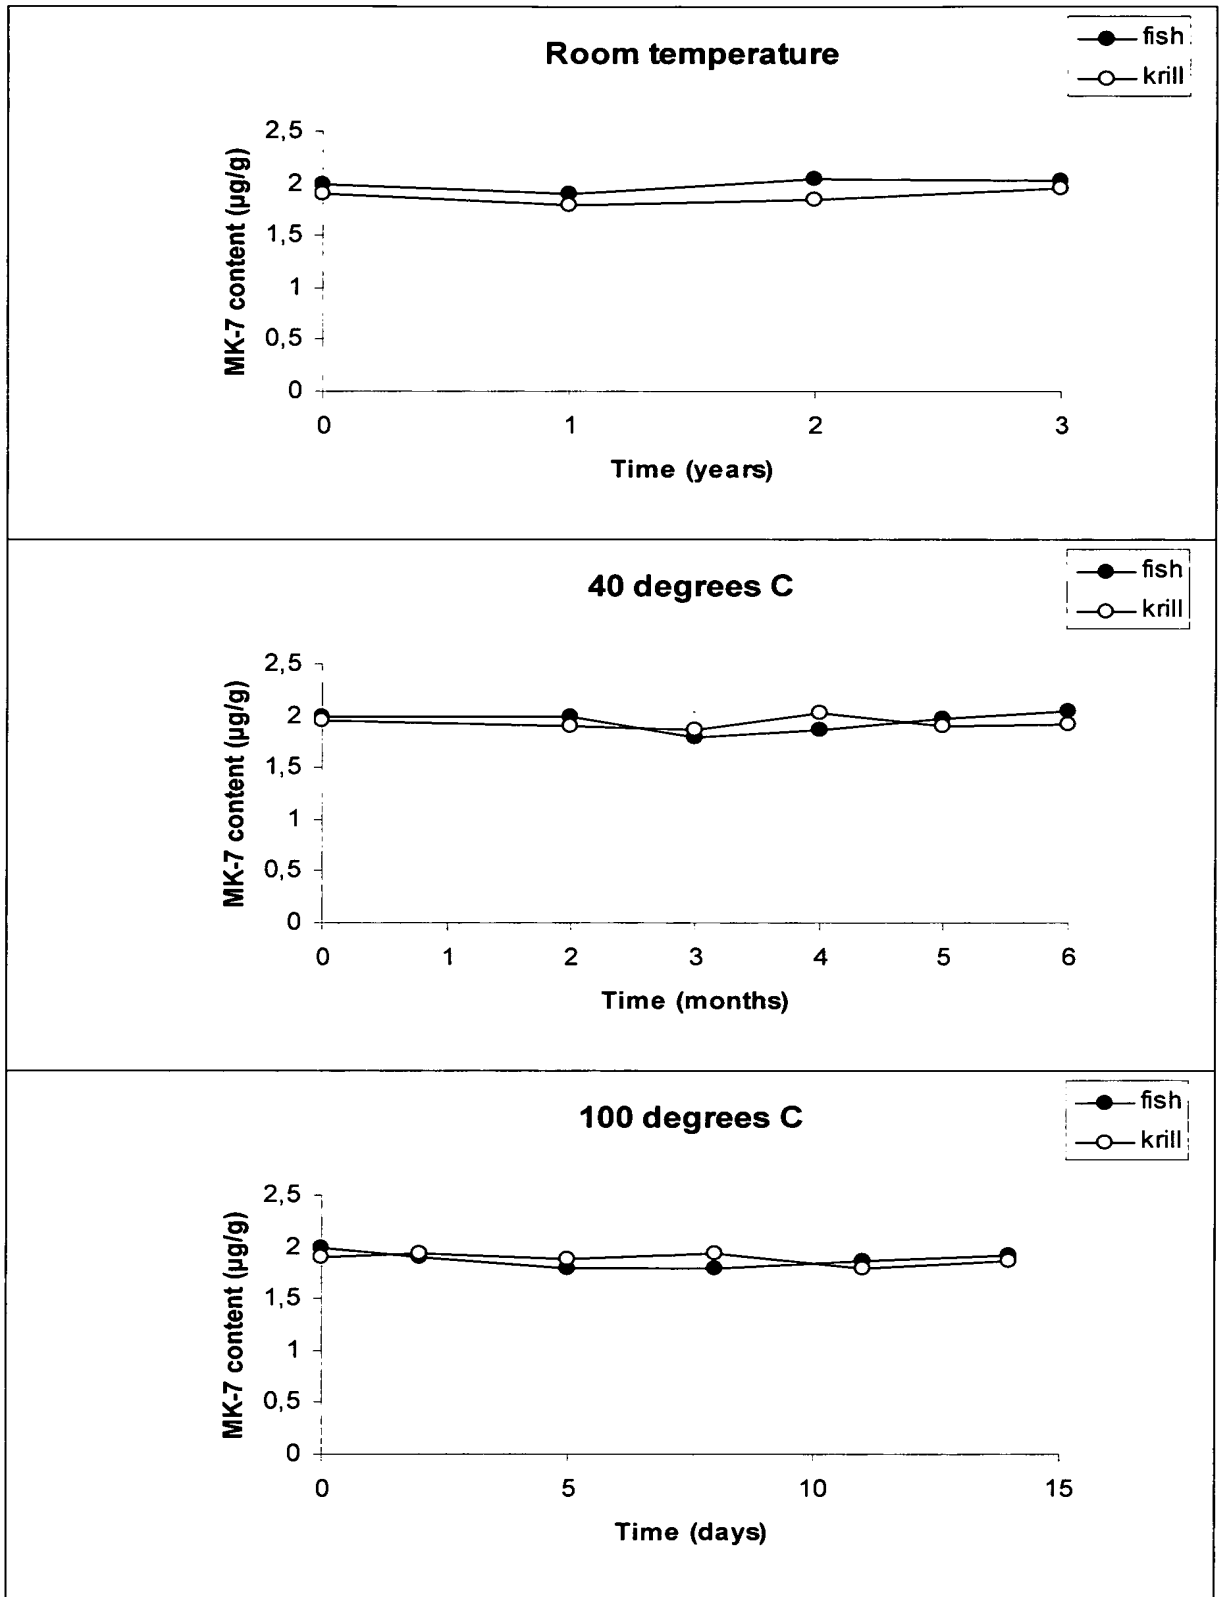 Room temperature
fish
krill
MK-7 content (µg/g)
2,5
2
1,5
1
0,5
0
0 1 2 3
Time (years)
40 degrees C
fish
krill
MK-7 content (µg/g)
2,5
2
1,5
1
0,5
0
0 1 2 3 4 5 6
Time (months)
100 degrees C
fish
krill
MK-7 content (µg/g)
2,5
2
1,5
1
0,5
0
0 5 10 15
Time (days)